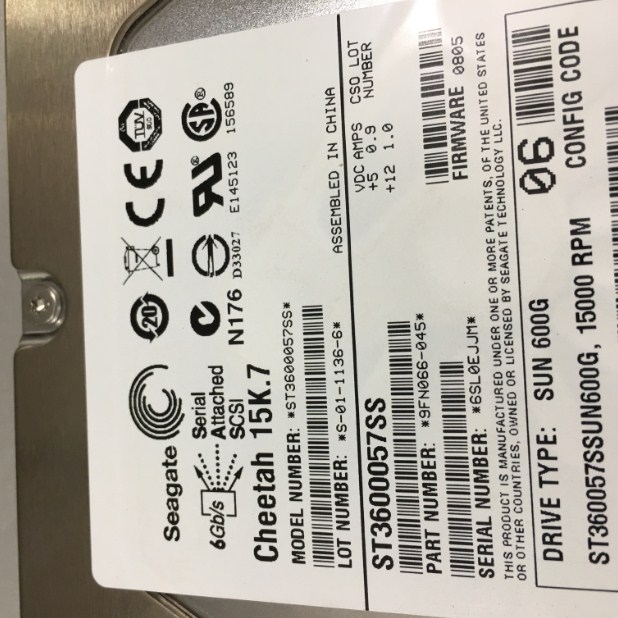 Seagate
6Gb/s Serial Attached SCSI
20
TUV
N176 D33027 E145123 156589
Cheetah 15K.7
MODEL NUMBER: *ST3600057SS*
LOT NUMBER: *S-01-1136-6*
ASSEMBLED IN CHINA
ST3600057SS
VDC AMPS CSO LOT NUMBER
+5 0.9
+12 1.0
PART NUMBER: *9FN066-045*
FIRMWARE 0805
SERIAL NUMBER: *6SL0EJJM*
THIS PRODUCT IS MANUFACTURED UNDER ONE OR MORE PATENTS, OF THE UNITED STATES
OR OTHER COUNTRIES, OWNED OR LICENSED BY SEAGATE TECHNOLOGY LLC.
DRIVE TYPE: SUN 600G 06
ST360057SSUN600G, 15000 RPM CONFIG CODE